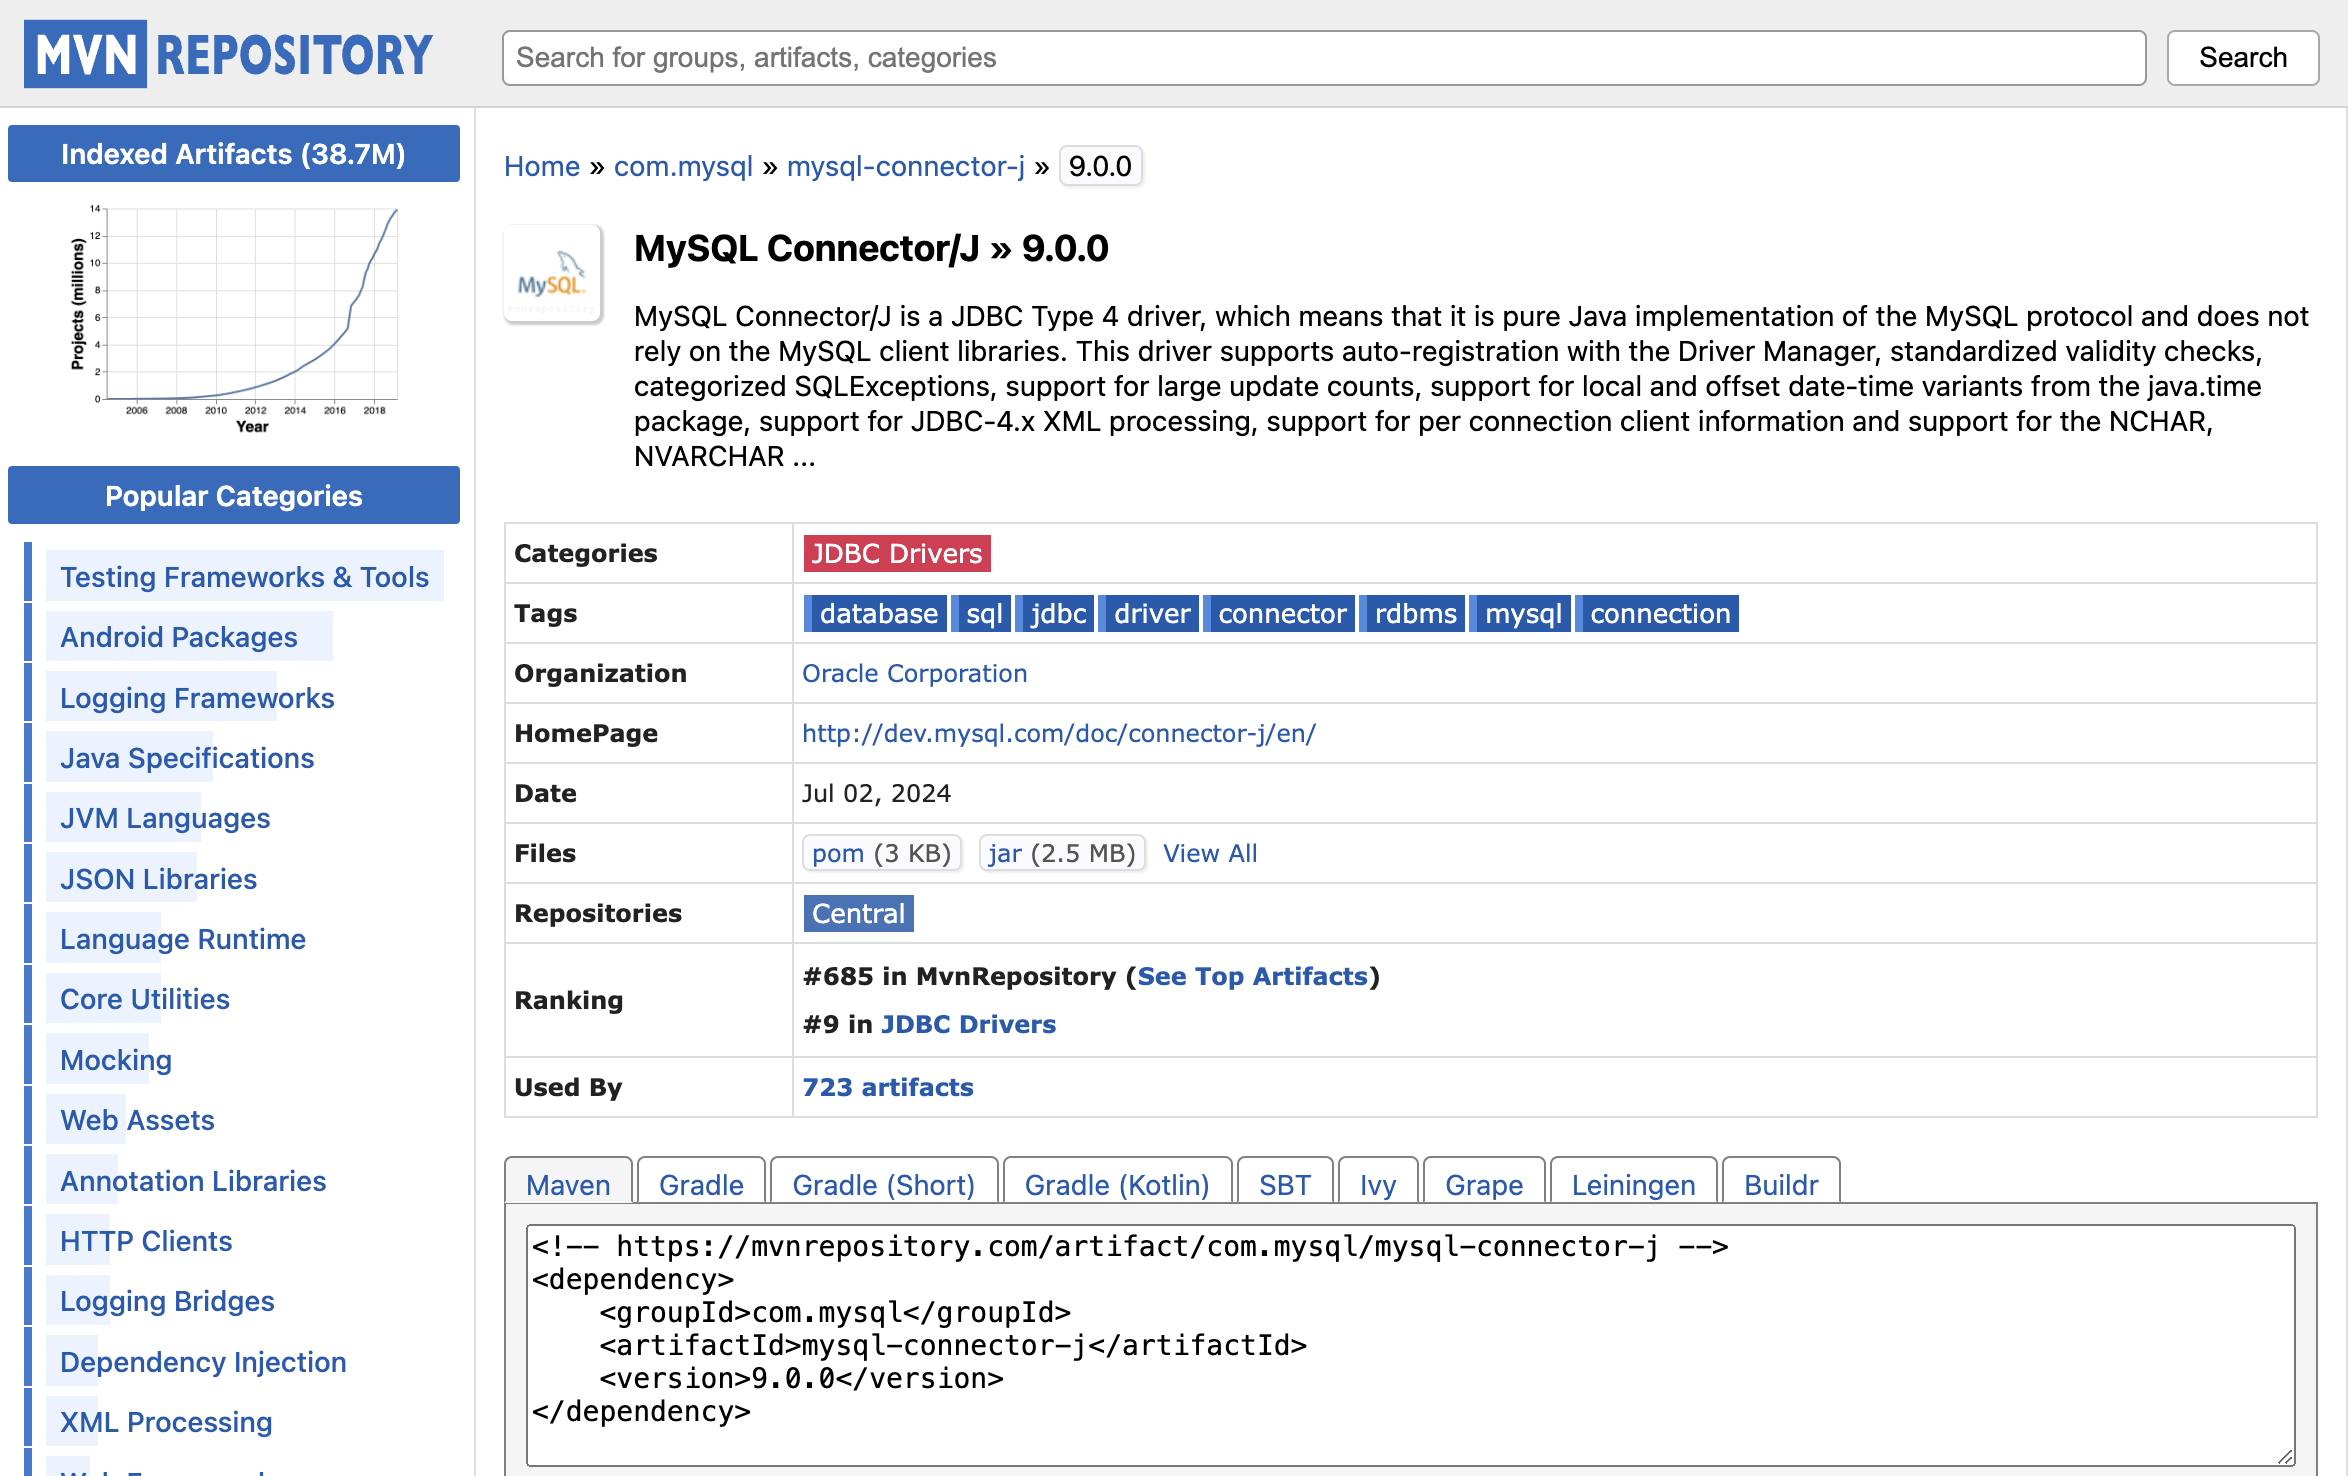 MVN REPOSITORY
Search for groups, artifacts, categories
Search
Indexed Artifacts (38.7M)
Projects (millions)
14
12
10
8
6
4
2
0
2006 2008 2010 2012 2014 2016 2018
Year
Popular Categories
Testing Frameworks & Tools
Android Packages
Logging Frameworks
Java Specifications
JVM Languages
JSON Libraries
Language Runtime
Core Utilities
Mocking
Web Assets
Annotation Libraries
HTTP Clients
Logging Bridges
Dependency Injection
XML Processing
Home » com.mysql » mysql-connector-j » 9.0.0
MySQL
mvnrepository
MySQL Connector/J » 9.0.0
MySQL Connector/J is a JDBC Type 4 driver, which means that it is pure Java implementation of the MySQL protocol and does not
rely on the MySQL client libraries. This driver supports auto-registration with the Driver Manager, standardized validity checks,
categorized SQLExceptions, support for large update counts, support for local and offset date-time variants from the java.time
package, support for JDBC-4.x XML processing, support for per connection client information and support for the NCHAR,
NVARCHAR ...
Categories JDBC Drivers
Tags database sql jdbc driver connector rdbms mysql connection
Organization Oracle Corporation
HomePage http://dev.mysql.com/doc/connector-j/en/
Date Jul 02, 2024
Files pom (3 KB) jar (2.5 MB) View All
Repositories Central
Ranking #685 in MvnRepository (See Top Artifacts)
#9 in JDBC Drivers
Used By 723 artifacts
Maven Gradle Gradle (Short) Gradle (Kotlin) SBT Ivy Grape Leiningen Buildr
<!-- https://mvnrepository.com/artifact/com.mysql/mysql-connector-j -->
<dependency>
    <groupId>com.mysql</groupId>
    <artifactId>mysql-connector-j</artifactId>
    <version>9.0.0</version>
</dependency>